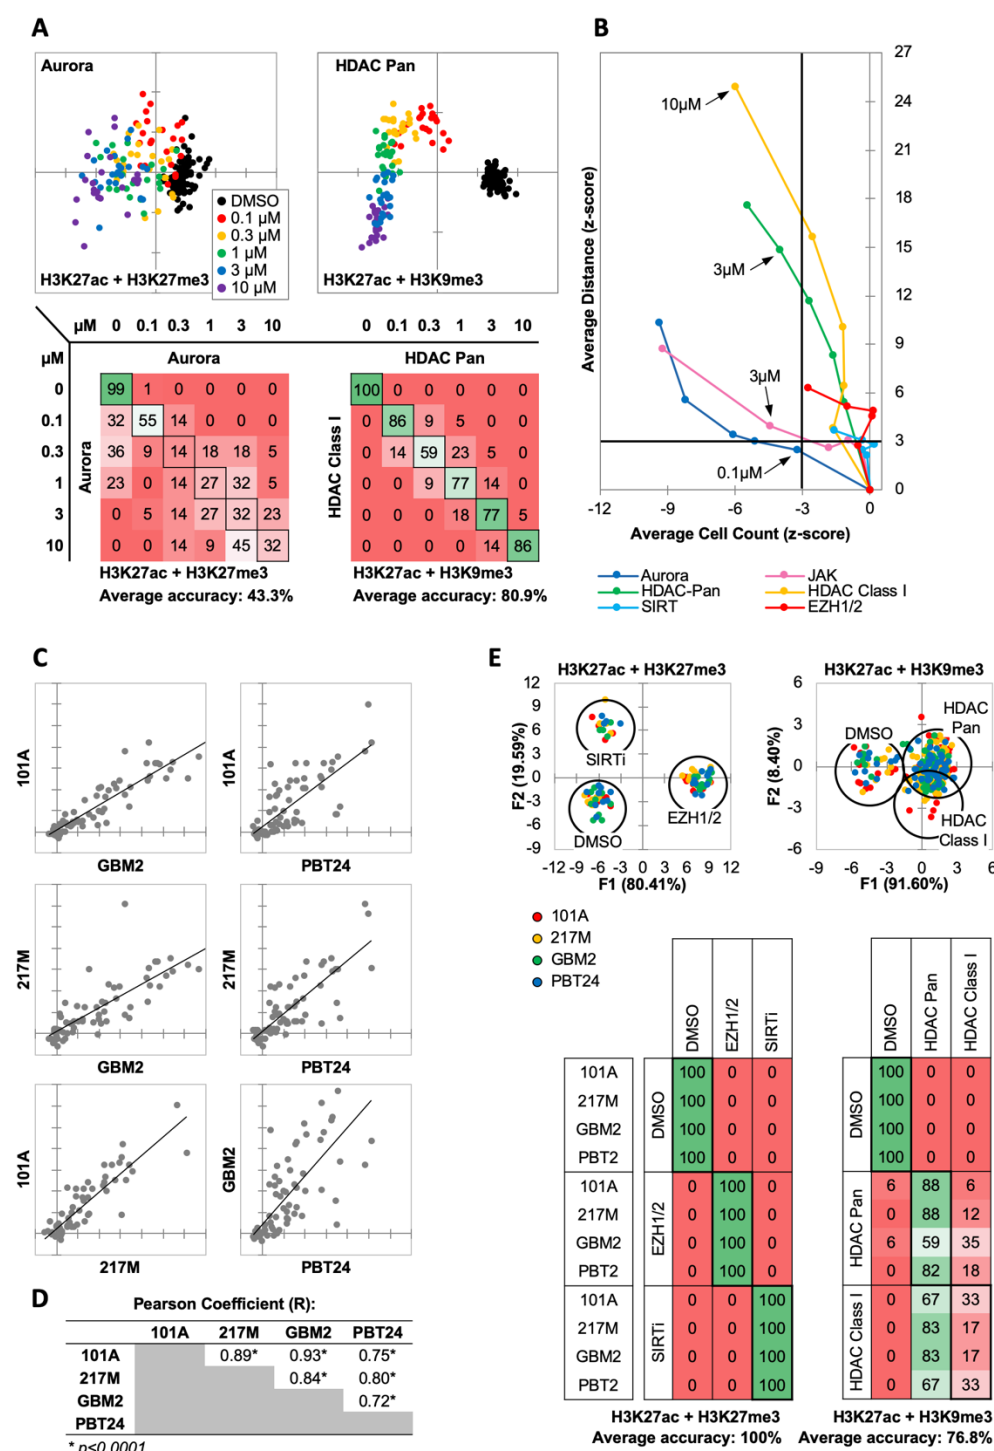 A
Aurora
HDAC Pan
DMSO
0.1 µM
0.3 µM
1 µM
3 µM
10 µM
H3K27ac + H3K27me3
H3K27ac + H3K9me3
µM 0 0.1 0.3 1 3 10 0 0.1 0.3 1 3 10
µM Aurora HDAC Pan
0 99 1 0 0 0 0 100 0 0 0 0 0
0.1 32 55 14 0 0 0 0 86 9 5 0 0
0.3 36 9 14 18 18 5 0 14 59 23 5 0
1 23 0 14 27 32 5 0 0 9 77 14 0
3 0 5 14 27 32 23 0 0 0 18 77 5
10 0 0 14 9 45 32 0 0 0 0 14 86
Aurora
HDAC Class I
H3K27ac + H3K27me3 H3K27ac + H3K9me3
Average accuracy: 43.3% Average accuracy: 80.9%
B
27
24
21
18
15
12
9
6
3
0
Average Distance (z-score)
10µM
3µM
3µM
0.1µM
-12 -9 -6 -3 0
Average Cell Count (z-score)
Aurora JAK
HDAC-Pan HDAC Class I
SIRT EZH1/2
C
101A
GBM2
101A
PBT24
217M
GBM2
217M
PBT24
101A
217M
GBM2
PBT24
D
Pearson Coefficient (R):
101A 217M GBM2 PBT24
101A 0.89* 0.93* 0.75*
217M 0.84* 0.80*
GBM2 0.72*
PBT24
* p<0.0001
E
H3K27ac + H3K27me3
12
9
6
3
0
-3
-6
-9
F2 (19.59%)
SIRTi
DMSO
EZH1/2
-12 -9 -6 -3 0 3 6 9 12
F1 (80.41%)
H3K27ac + H3K9me3
6
3
0
-3
-6
F2 (8.40%)
DMSO
HDAC
Pan
HDAC
Class I
-9 -6 -3 0 3 6
F1 (91.60%)
101A
217M
GBM2
PBT24
DMSO EZH1/2 SIRTi DMSO HDAC Pan HDAC Class I
DMSO
DMSO
101A 100 0 0 100 0 0
217M 100 0 0 100 0 0
GBM2 100 0 0 100 0 0
PBT2 100 0 0 100 0 0
EZH1/2
HDAC Pan
101A 0 100 0 6 88 6
217M 0 100 0 0 88 12
GBM2 0 100 0 6 59 35
PBT2 0 100 0 0 82 18
SIRTi
HDAC Class I
101A 0 0 100 0 67 33
217M 0 0 100 0 83 17
GBM2 0 0 100 0 83 17
PBT2 0 0 100 0 67 33
H3K27ac + H3K27me3 H3K27ac + H3K9me3
Average accuracy: 100% Average accuracy: 76.8%